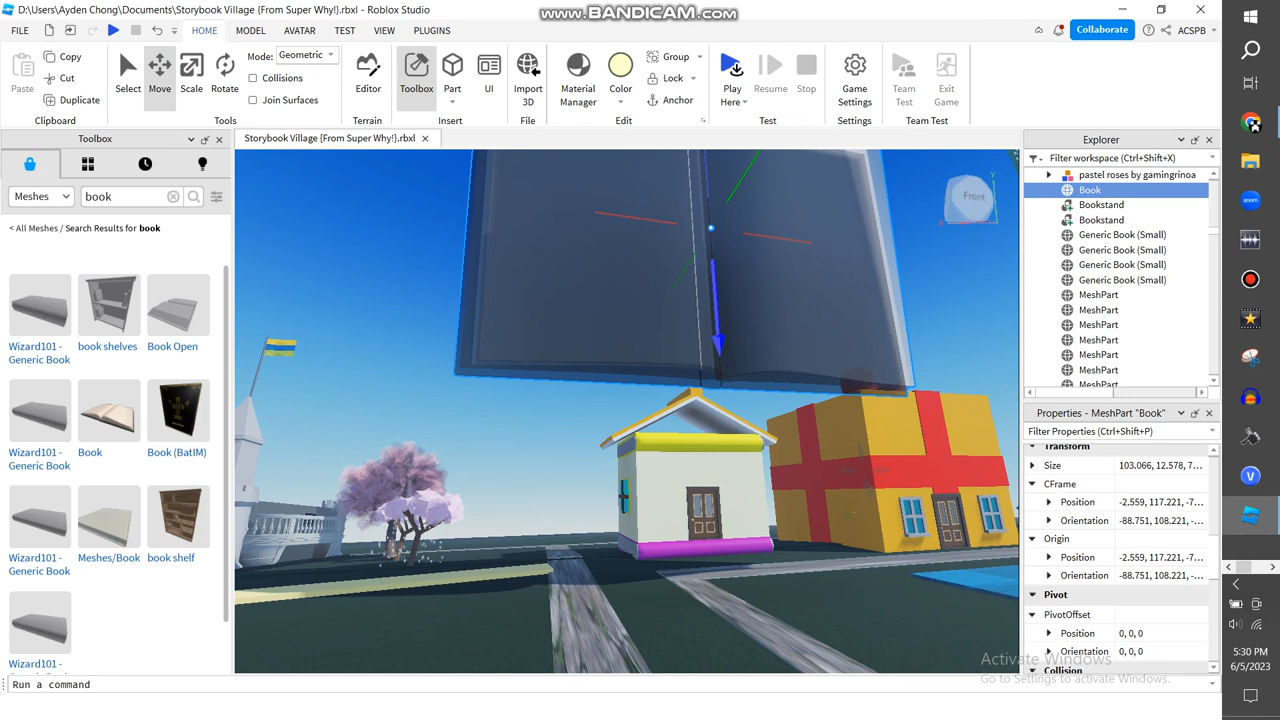 D:\Users\Ayden Chong\Documents\Storybook Village {From Super Why!}.rbxl - Roblox Studio
www.BANDICAM.com
FILE HOME MODEL AVATAR TEST VIEW PLUGINS Collaborate ACSPB
Paste Copy Cut Duplicate
Clipboard
Select Move Scale Rotate
Mode: Geometric
Collisions
Join Surfaces
Tools
Editor
Terrain
Toolbox Part UI
Insert
Import
3D
File
Material
Manager
Color
Group
Lock
Anchor
Edit
Play
Here
Resume Stop
Test
Game
Settings
Settings
Team
Test
Exit
Game
Team Test
Toolbox
Storybook Village {From Super Why!}.rbxl
Meshes book
< All Meshes / Search Results for book
Wizard101 -
Generic Book
book shelves
Book Open
Wizard101 -
Generic Book
Book
Book (BatIM)
Wizard101 -
Generic Book
Meshes/Book
book shelf
Wizard101 -
Front
Y
Explorer
Filter workspace (Ctrl+Shift+X)
pastel roses by gamingrinoa
Book
Bookstand
Bookstand
Generic Book (Small)
Generic Book (Small)
Generic Book (Small)
Generic Book (Small)
MeshPart
MeshPart
MeshPart
MeshPart
MeshPart
MeshPart
MeshPart
Properties - MeshPart "Book"
Filter Properties (Ctrl+Shift+P)
Transform
Size 103.066, 12.578, 7...
CFrame
Position -2.559, 117.221, -7...
Orientation -88.751, 108.221, -...
Origin
Position -2.559, 117.221, -7...
Orientation -88.751, 108.221, -...
Pivot
PivotOffset
Position 0, 0, 0
Orientation 0, 0, 0
Collision
Activate Windows
Go to Settings to activate Windows.
Run a command
zoom
5:30 PM
6/5/2023